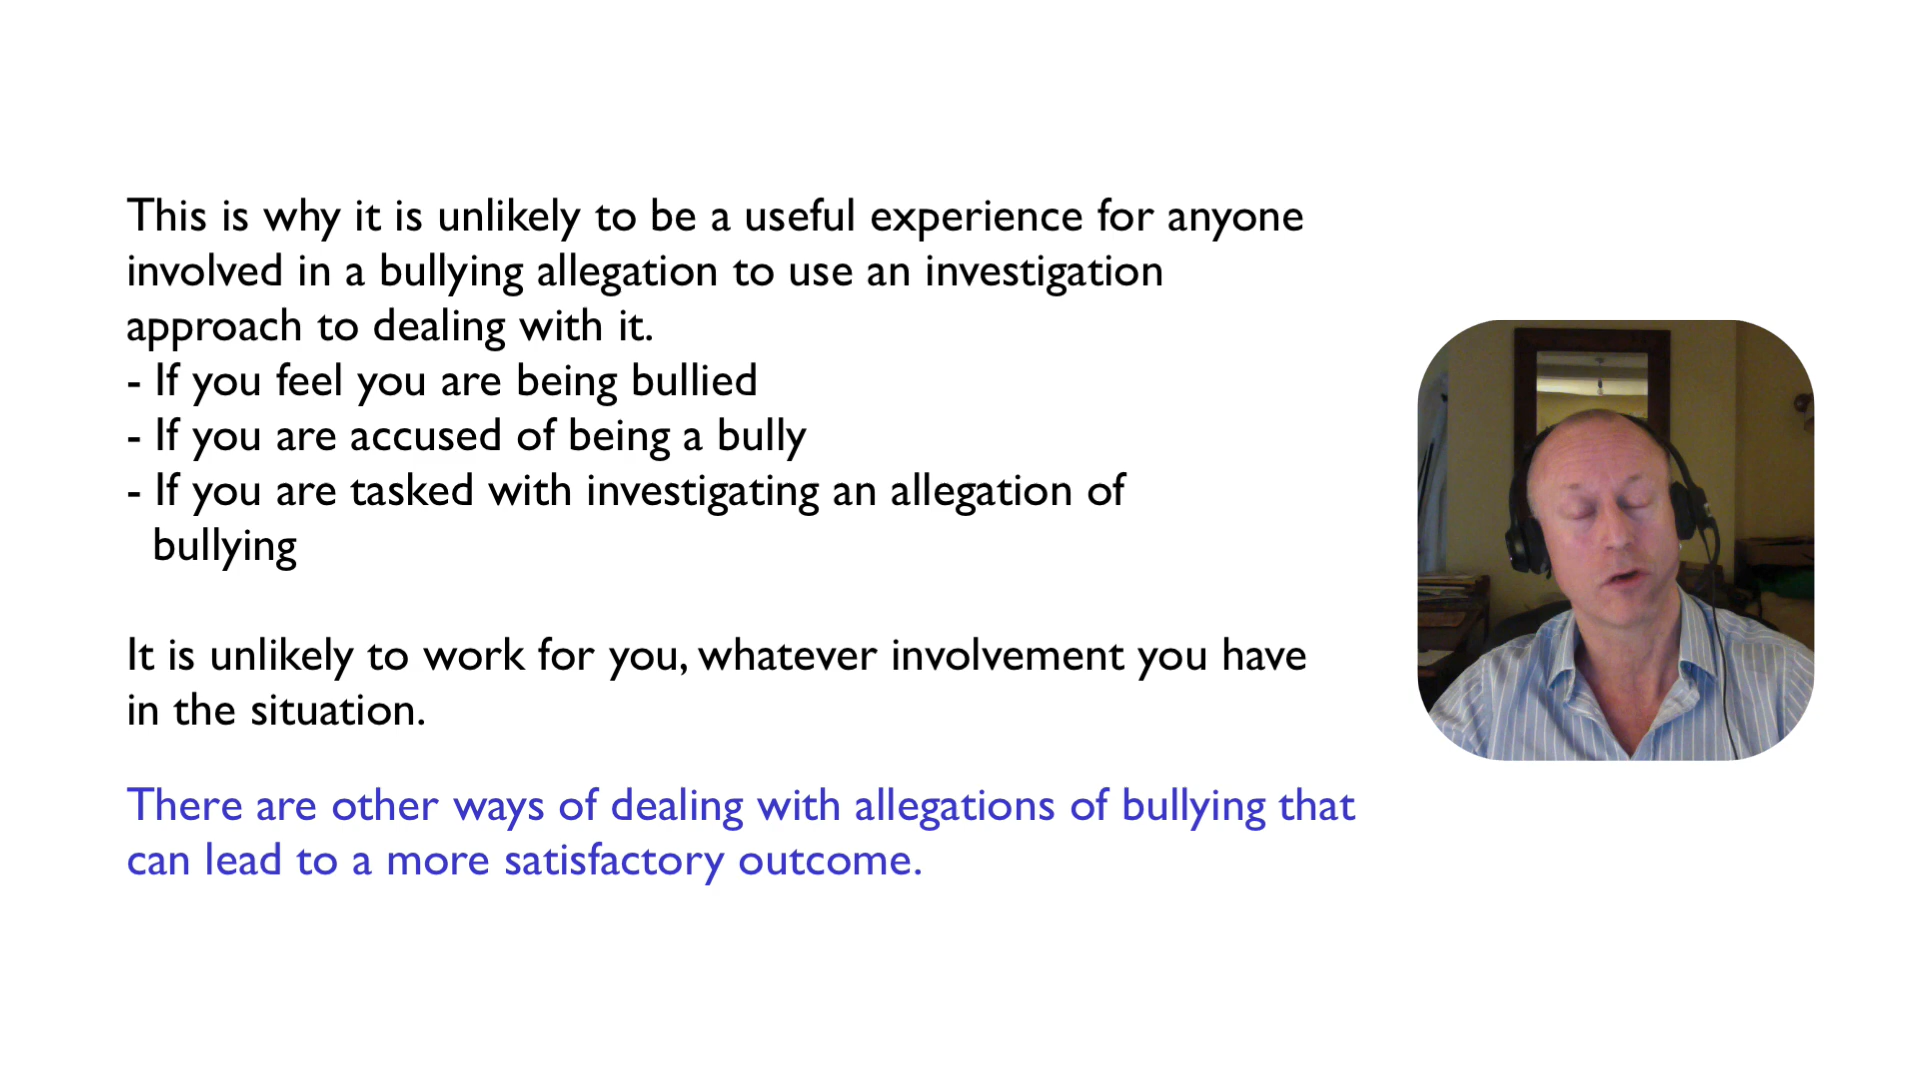 This is why it is unlikely to be a useful experience for anyone
involved in a bullying allegation to use an investigation
approach to dealing with it.
- If you feel you are being bullied
- If you are accused of being a bully
- If you are tasked with investigating an allegation of
bullying
It is unlikely to work for you, whatever involvement you have
in the situation.
There are other ways of dealing with allegations of bullying that
can lead to a more satisfactory outcome.